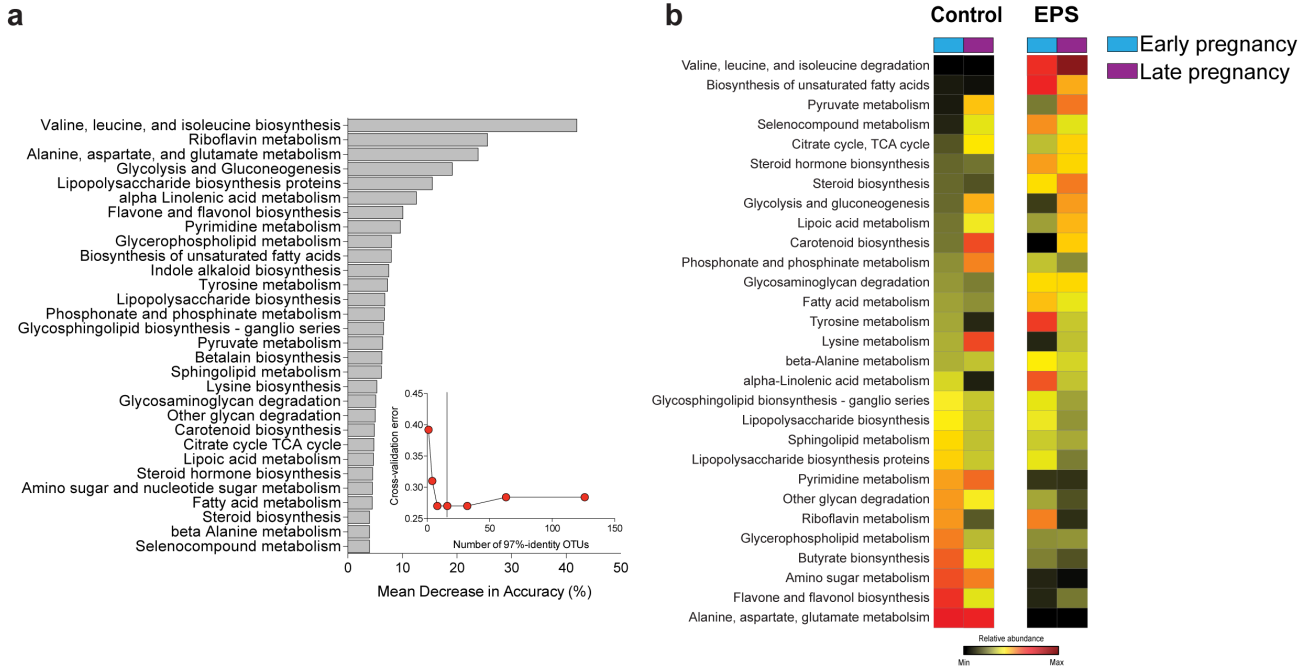 a
Valine, leucine, and isoleucine biosynthesis
Riboflavin metabolism
Alanine, aspartate, and glutamate metabolism
Glycolysis and Gluconeogenesis
Lipopolysaccharide biosynthesis proteins
alpha Linolenic acid metabolism
Flavone and flavonol biosynthesis
Pyrimidine metabolism
Glycerophospholipid metabolism
Biosynthesis of unsaturated fatty acids
Indole alkaloid biosynthesis
Tyrosine metabolism
Lipopolysaccharide biosynthesis
Phosphonate and phosphinate metabolism
Glycosphingolipid biosynthesis - ganglio series
Pyruvate metabolism
Betalain biosynthesis
Sphingolipid metabolism
Lysine biosynthesis
Glycosaminoglycan degradation
Other glycan degradation
Carotenoid biosynthesis
Citrate cycle TCA cycle
Lipoic acid metabolism
Steroid hormone biosynthesis
Amino sugar and nucleotide sugar metabolism
Fatty acid metabolism
Steroid biosynthesis
beta Alanine metabolism
Selenocompound metabolism
0 10 20 30 40 50
Mean Decrease in Accuracy (%)
Cross-validation error
0.45
0.40
0.35
0.30
0.25
0 50 100 150
Number of 97%-identity OTUs
b
Control EPS
Early pregnancy
Late pregnancy
Valine, leucine, and isoleucine degradation
Biosynthesis of unsaturated fatty acids
Pyruvate metabolism
Selenocompound metabolism
Citrate cycle, TCA cycle
Steroid hormone bionsynthesis
Steroid biosynthesis
Glycolysis and gluconeogenesis
Lipoic acid metabolism
Carotenoid biosynthesis
Phosphonate and phosphinate metabolism
Glycosaminoglycan degradation
Fatty acid metabolism
Tyrosine metabolism
Lysine metabolism
beta-Alanine metabolism
alpha-Linolenic acid metabolism
Glycosphingolipid bionsynthesis - ganglio series
Lipopolysaccharide biosynthesis
Sphingolipid metabolism
Lipopolysaccharide biosynthesis proteins
Pyrimidine metabolism
Other glycan degradation
Riboflavin metabolism
Glycerophospholipid metabolism
Butyrate bionsynthesis
Amino sugar metabolism
Flavone and flavonol biosynthesis
Alanine, aspartate, glutamate metabolsim
Relative abundance
Min Max